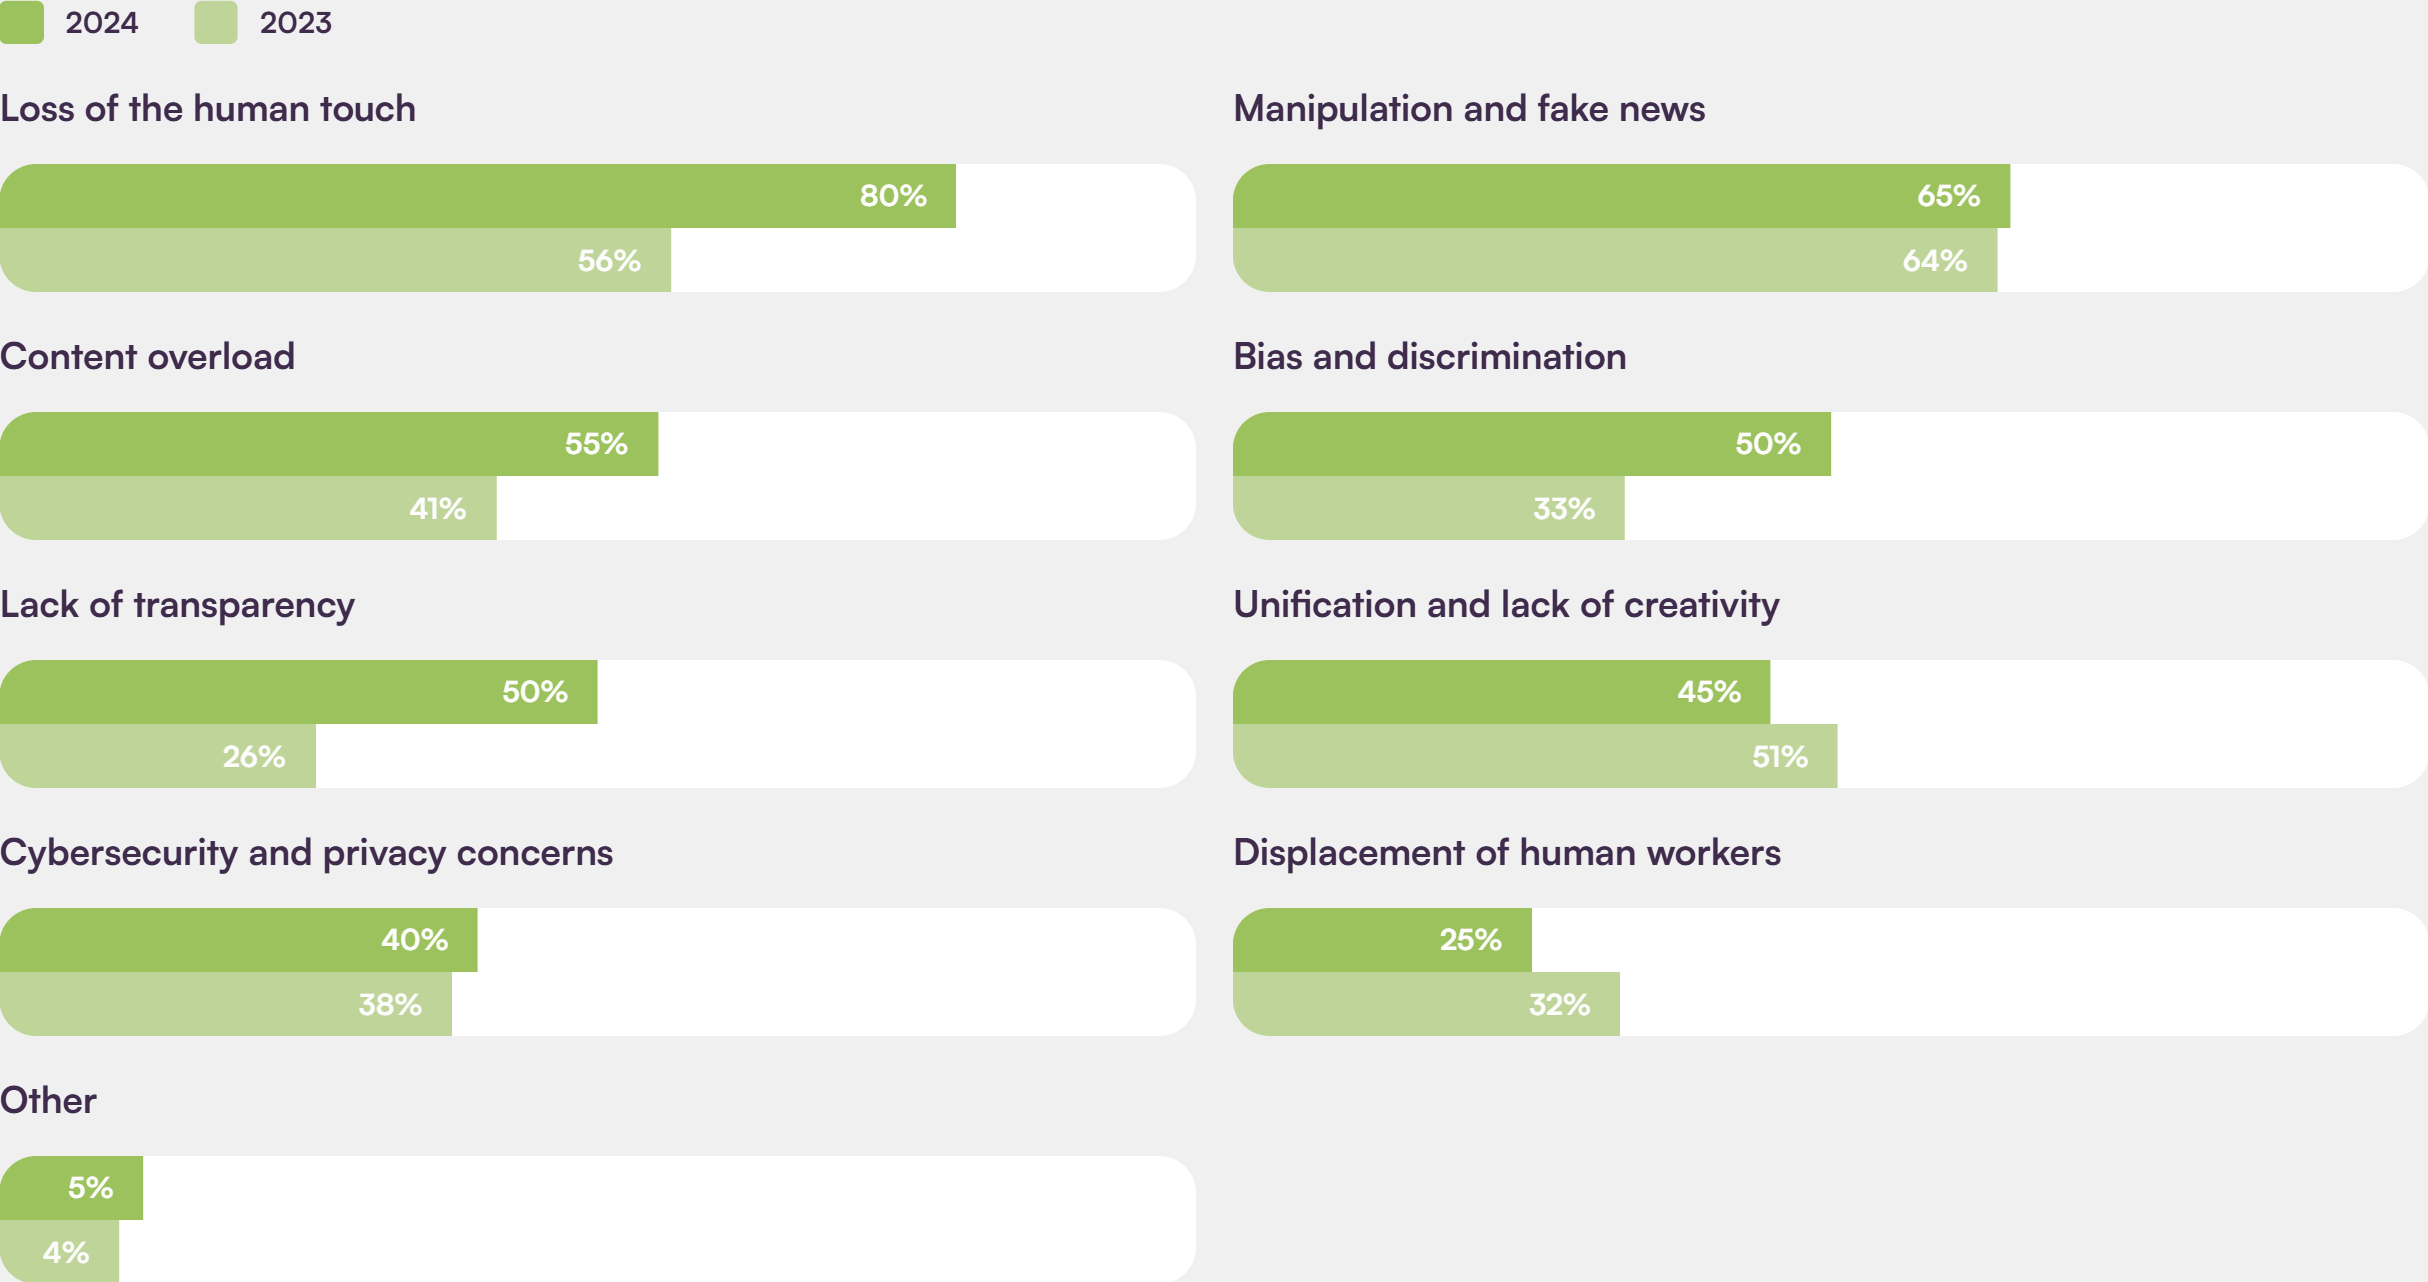 2024 2023
Loss of the human touch
80%
56%
Manipulation and fake news
65%
64%
Content overload
55%
41%
Bias and discrimination
50%
33%
Lack of transparency
50%
26%
Unification and lack of creativity
45%
51%
Cybersecurity and privacy concerns
40%
38%
Displacement of human workers
25%
32%
Other
5%
4%